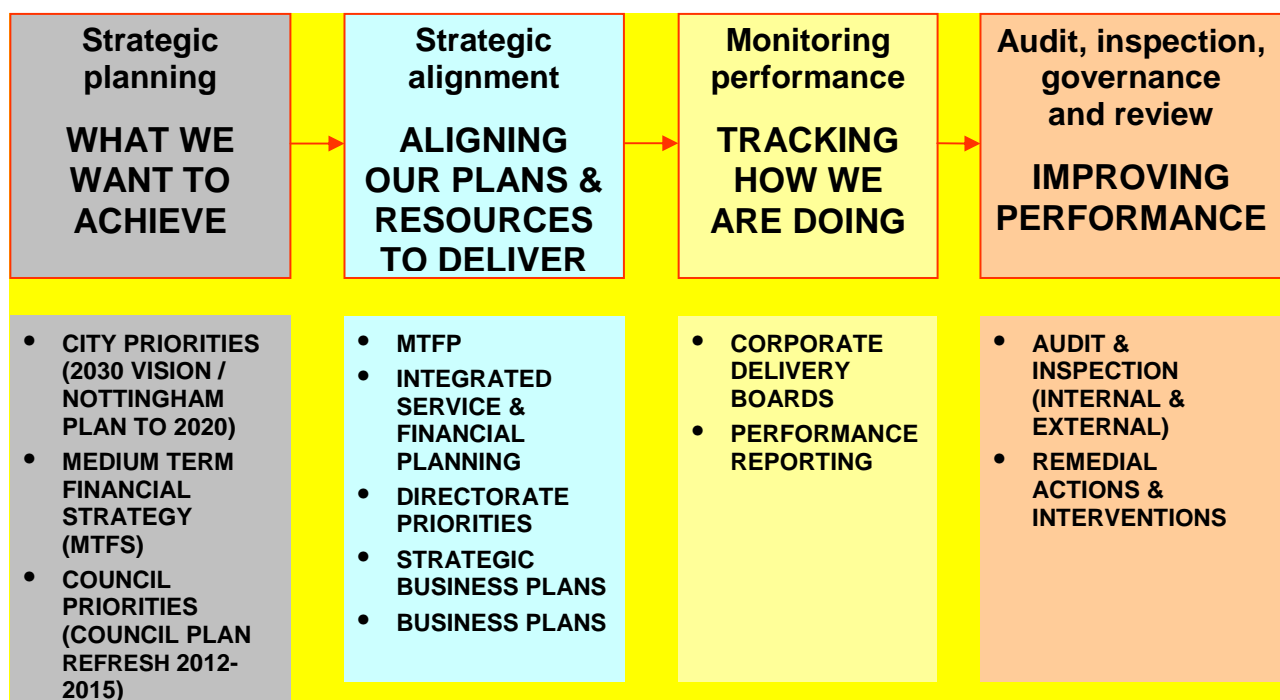 Strategic
planning
WHAT WE
WANT TO
ACHIEVE
Strategic
alignment
ALIGNING
OUR PLANS &
RESOURCES
TO DELIVER
Monitoring
performance
TRACKING
HOW WE
ARE DOING
Audit, inspection,
governance
and review
IMPROVING
PERFORMANCE
• CITY PRIORITIES
(2030 VISION /
NOTTINGHAM
PLAN TO 2020)
• MEDIUM TERM
FINANCIAL
STRATEGY
(MTFS)
• COUNCIL
PRIORITIES
(COUNCIL PLAN
REFRESH 2012-
2015)
• MTFP
• INTEGRATED
SERVICE &
FINANCIAL
PLANNING
• DIRECTORATE
PRIORITIES
• STRATEGIC
BUSINESS PLANS
• BUSINESS PLANS
• CORPORATE
DELIVERY
BOARDS
• PERFORMANCE
REPORTING
• AUDIT &
INSPECTION
(INTERNAL &
EXTERNAL)
• REMEDIAL
ACTIONS &
INTERVENTIONS